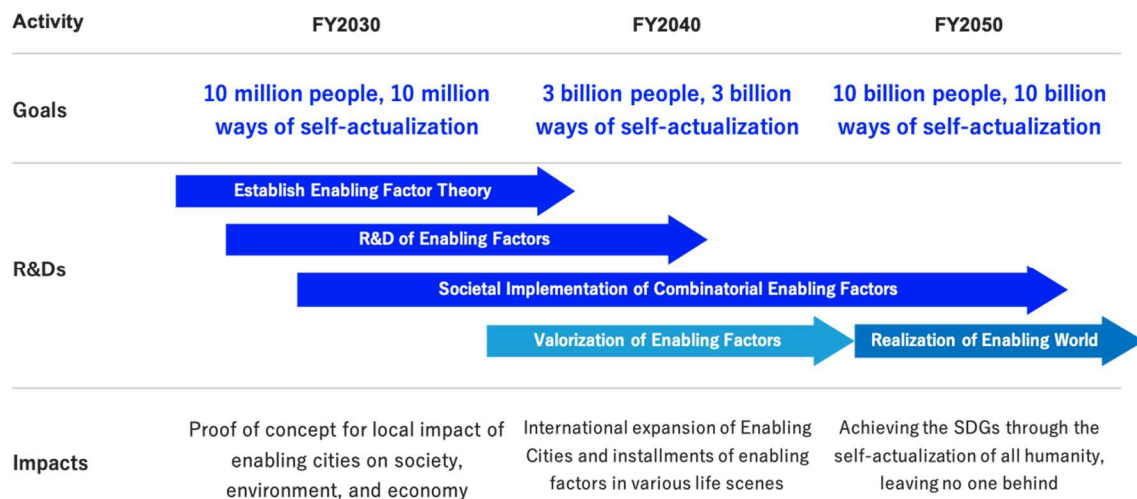 Activity
FY2030
FY2040
FY2050
Goals
10 million people, 10 million
ways of self-actualization
3 billion people, 3 billion
ways of self-actualization
10 billion people, 10 billion
ways of self-actualization
R&Ds
Establish Enabling Factor Theory
R&D of Enabling Factors
Societal Implementation of Combinatorial Enabling Factors
Valorization of Enabling Factors
Realization of Enabling World
Impacts
Proof of concept for local impact of
enabling cities on society,
environment, and economy
International expansion of Enabling
Cities and installments of enabling
factors in various life scenes
Achieving the SDGs through the
self-actualization of all humanity,
leaving no one behind